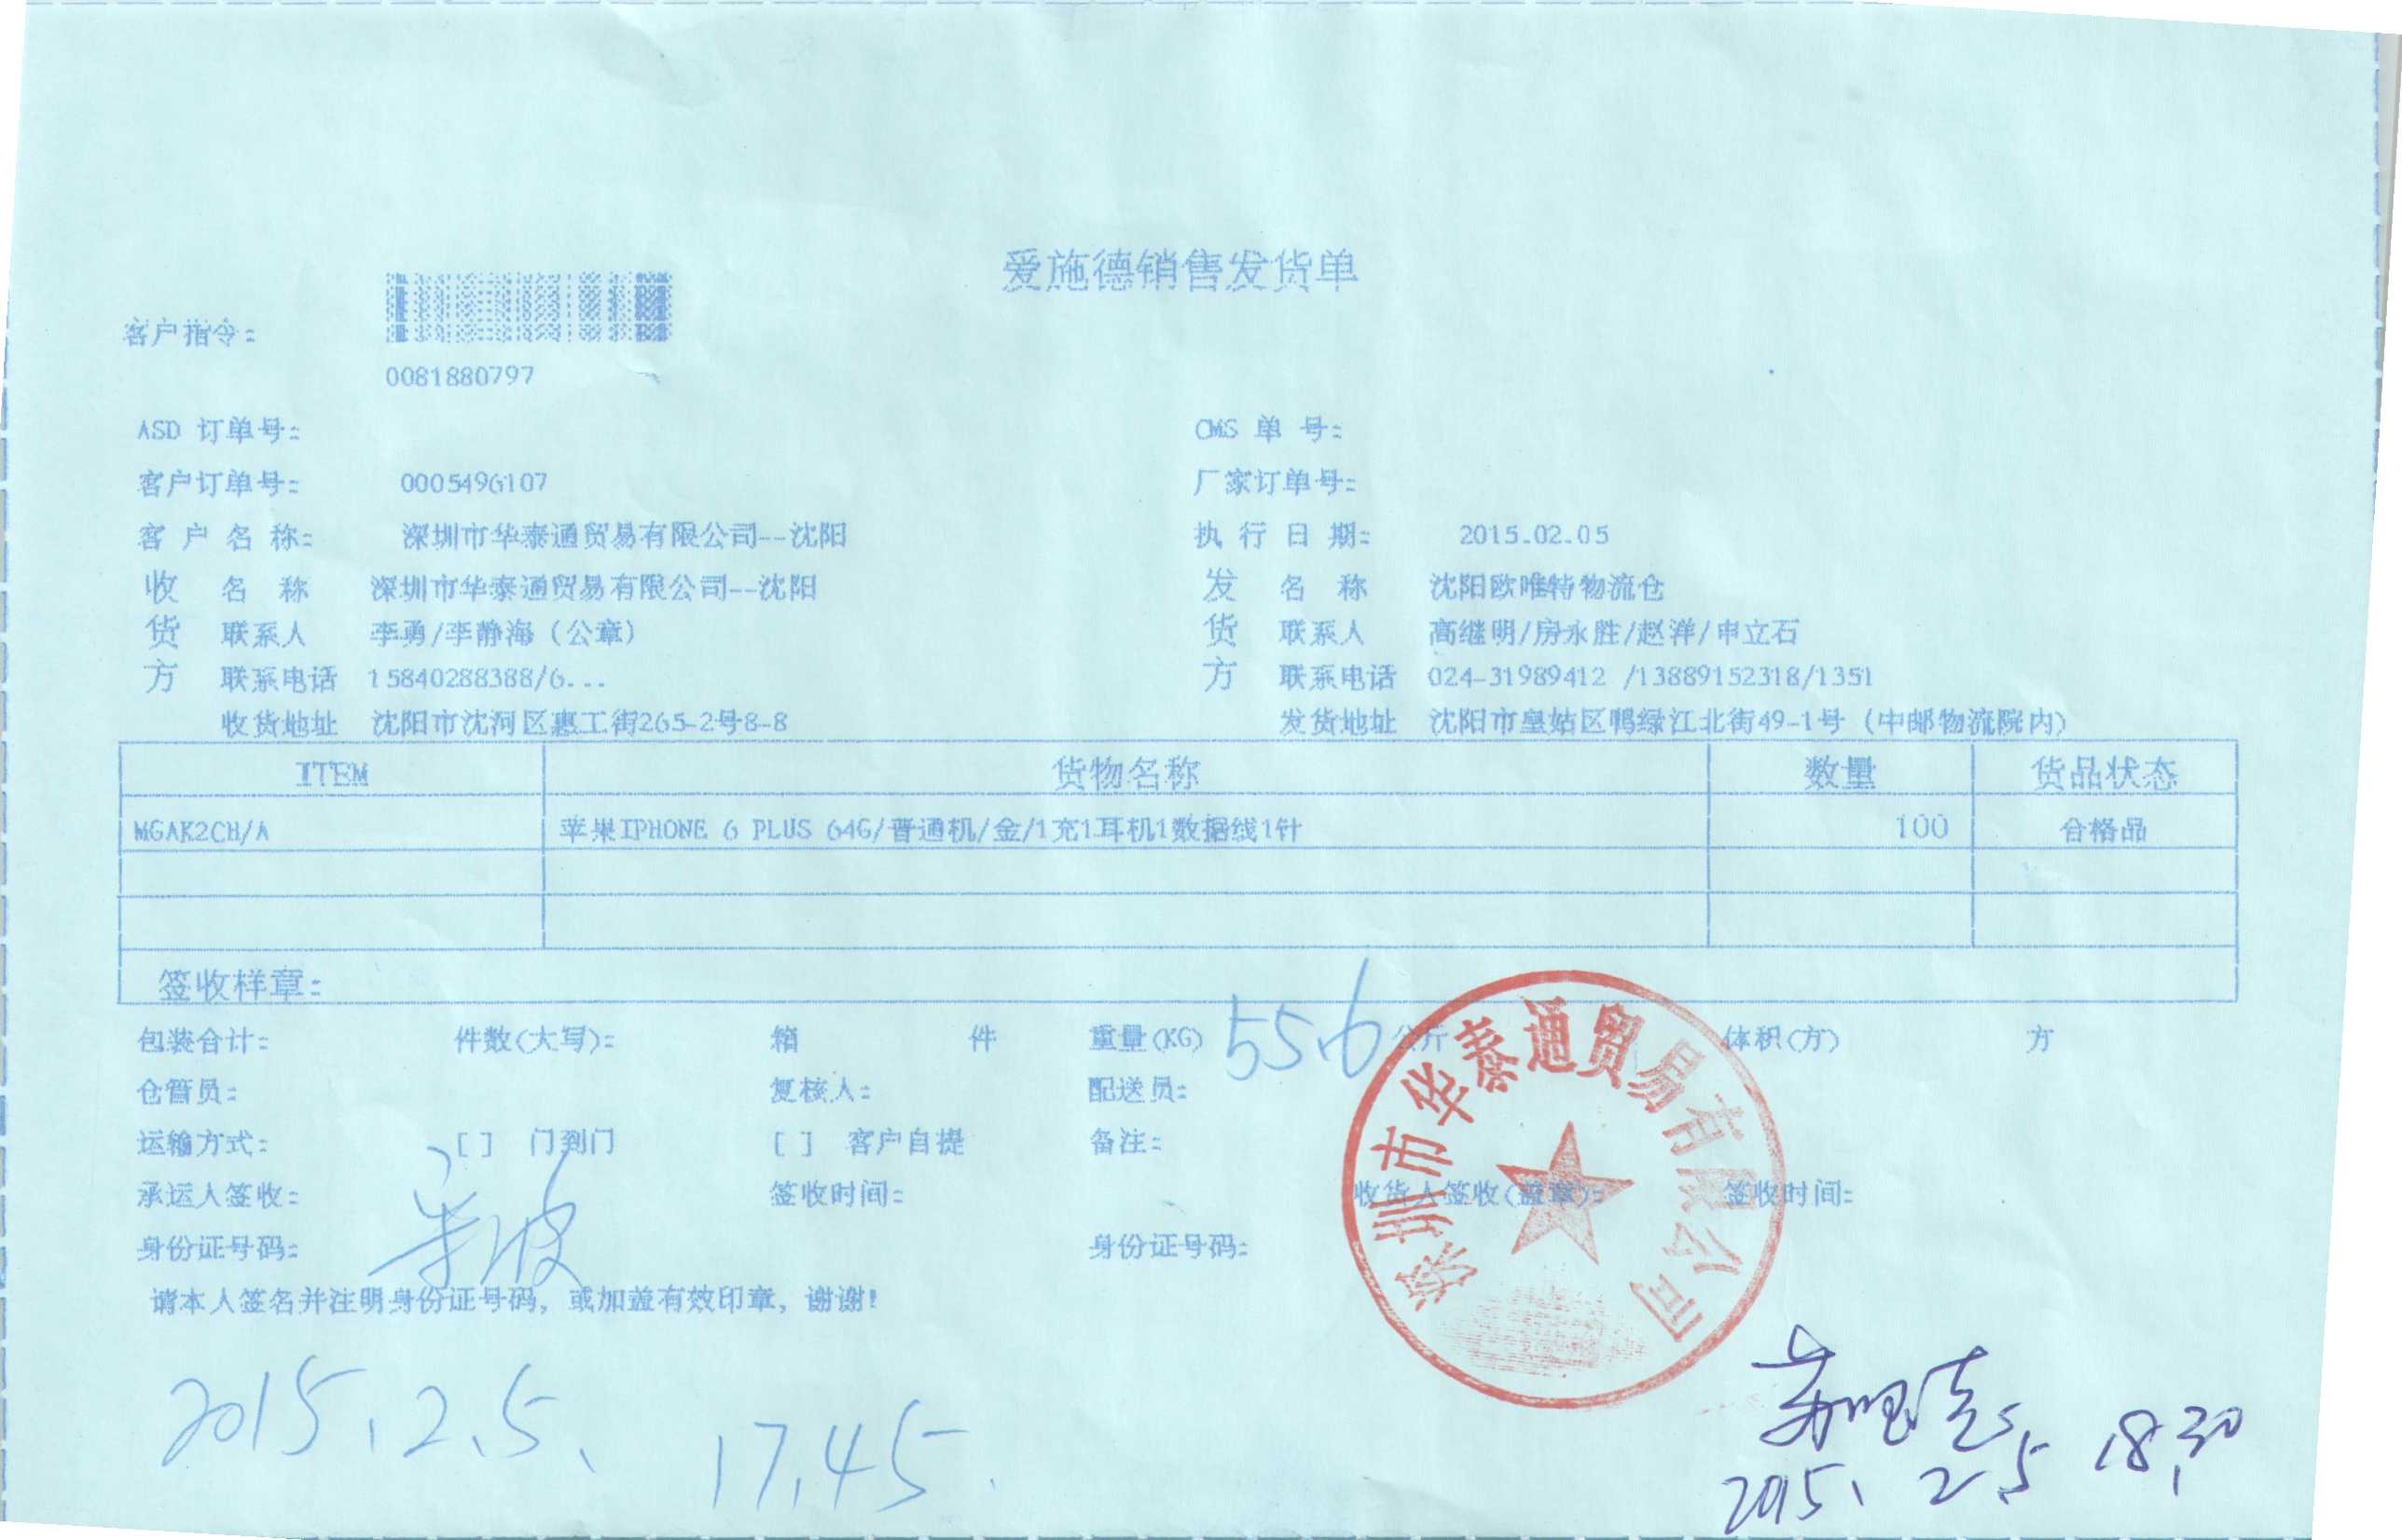 爱施德销售发货单
客户指令:
0081880797
ASD 订单号: CMS 单 号:
客户订单号: 0005496107 厂家订单号:
客 户 名 称: 深圳市华泰通贸易有限公司--沈阳 执 行 日 期: 2015.02.05
收 名 称 深圳市华泰通贸易有限公司--沈阳 发 名 称 沈阳欧唯特物流仓
货 联系人 李勇/李静海（公章） 货 联系人 高继明/房永胜/赵洋/申立石
方 联系电话 15840288388/6... 方 联系电话 024-31989412 /13889152318/1351
收货地址 沈阳市沈河区惠工街265-2号8-8 发货地址 沈阳市皇姑区鸭绿江北街49-1号（中邮物流院内）
ITEM 货物名称 数量 货品状态
MGAK2CH/A 苹果IPHONE 6 PLUS 64G/普通机/金/1充1耳机1数据线1针 100 合格品
签收样章:
包装合计: 件数(大写): 箱 件 重量(KG) 55.6 公斤 体积(方) 方
仓管员: 复核人: 配送员:
运输方式: [ ] 门到门 [ ] 客户自提 备注:
承运人签收: 签收时间: 收货人签收(盖章): 签收时间:
身份证号码: 身份证号码:
请本人签名并注明身份证号码, 或加盖有效印章, 谢谢!
深圳市华泰通贸易有限公司
2015.2.5. 17.45.
2015. 2.5 18.30